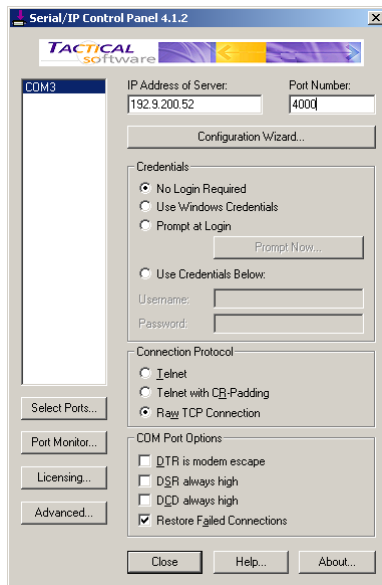 Serial/IP Control Panel 4.1.2
TACTICAL
software
COM3
IP Address of Server:
Port Number:
192.9.200.52
4000
Configuration Wizard...
Credentials
No Login Required
Use Windows Credentials
Prompt at Login
Prompt Now...
Use Credentials Below:
Username:
Password:
Connection Protocol
Telnet
Telnet with CR-Padding
Raw TCP Connection
Select Ports...
Port Monitor...
Licensing...
Advanced...
COM Port Options
DTR is modem escape
DSR always high
DCD always high
Restore Failed Connections
Close
Help...
About...